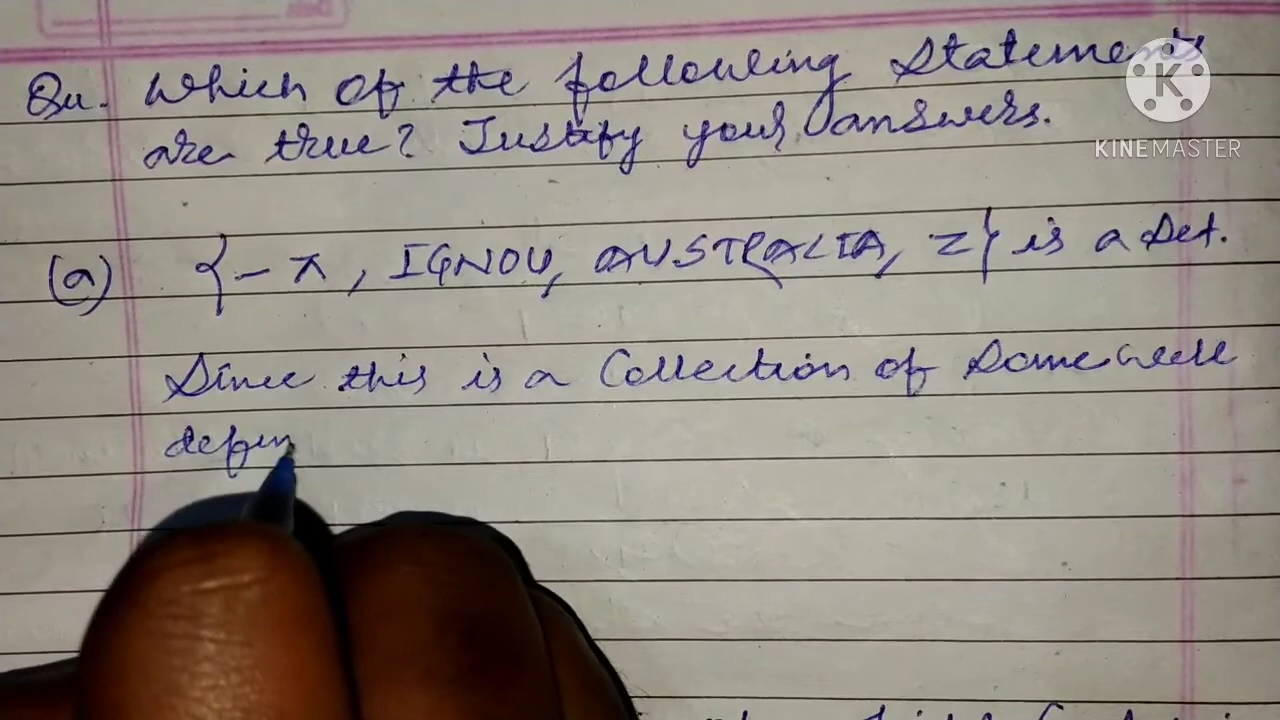 Qu. Which of the following statements
are true? Justify your answers.
K
KINEMASTER
(a) {-π, IGNOU, AUSTRALIA, Z} is a set.
Since this is a Collection of some well
defin